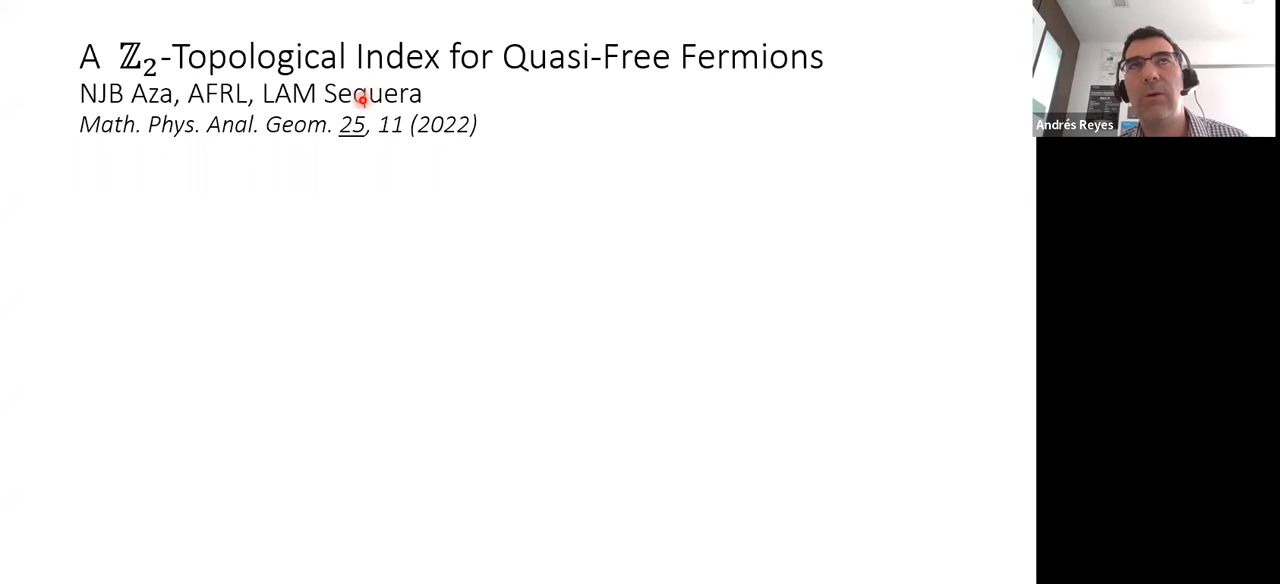 A ℤ₂-Topological Index for Quasi-Free Fermions
NJB Aza, AFRL, LAM Sequera
Math. Phys. Anal. Geom. 25, 11 (2022)
Andrés Reyes